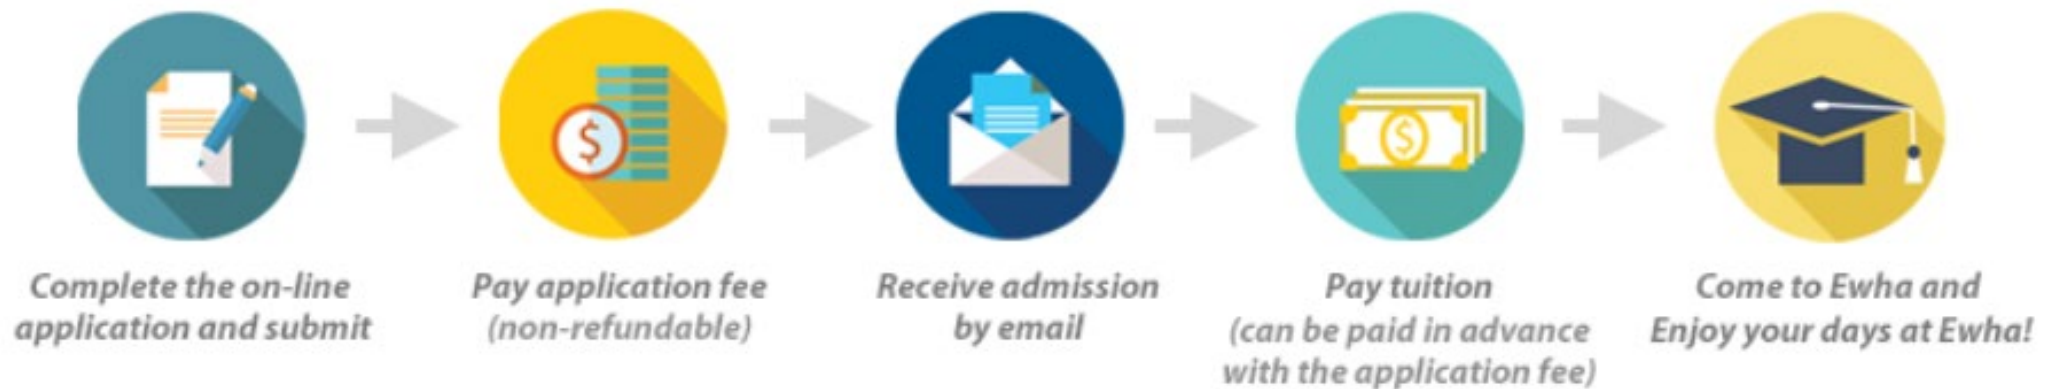 Complete the on-line
application and submit
Pay application fee
(non-refundable)
Receive admission
by email
Pay tuition
(can be paid in advance
with the application fee)
Come to Ewha and
Enjoy your days at Ewha!